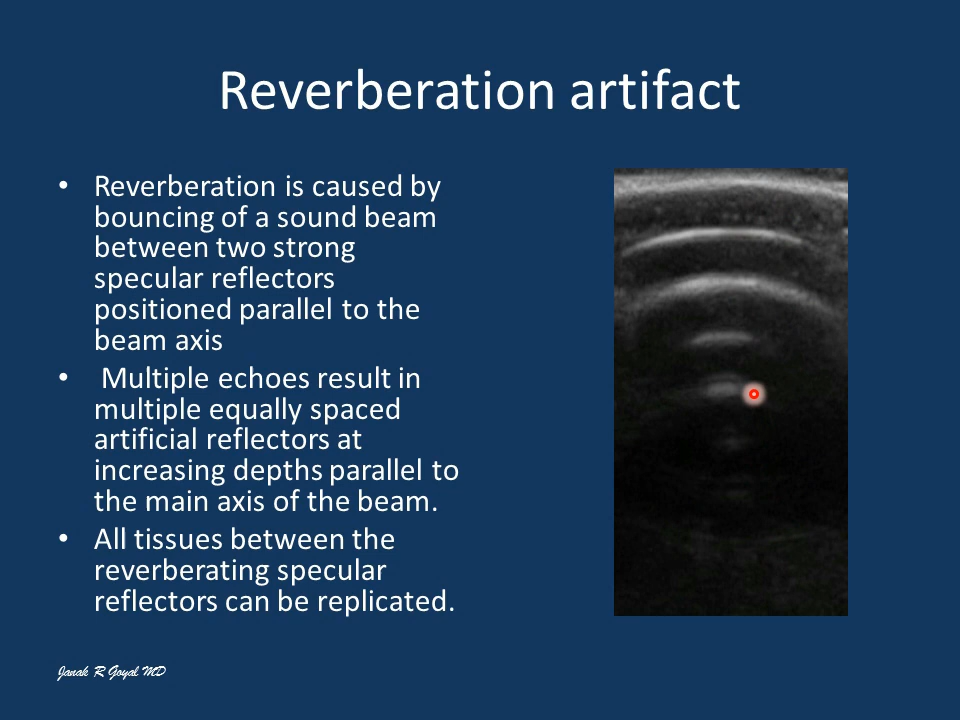 Reverberation artifact
• Reverberation is caused by
bouncing of a sound beam
between two strong
specular reflectors
positioned parallel to the
beam axis
• Multiple echoes result in
multiple equally spaced
artificial reflectors at
increasing depths parallel to
the main axis of the beam.
• All tissues between the
reverberating specular
reflectors can be replicated.
Janak R Goyal MD